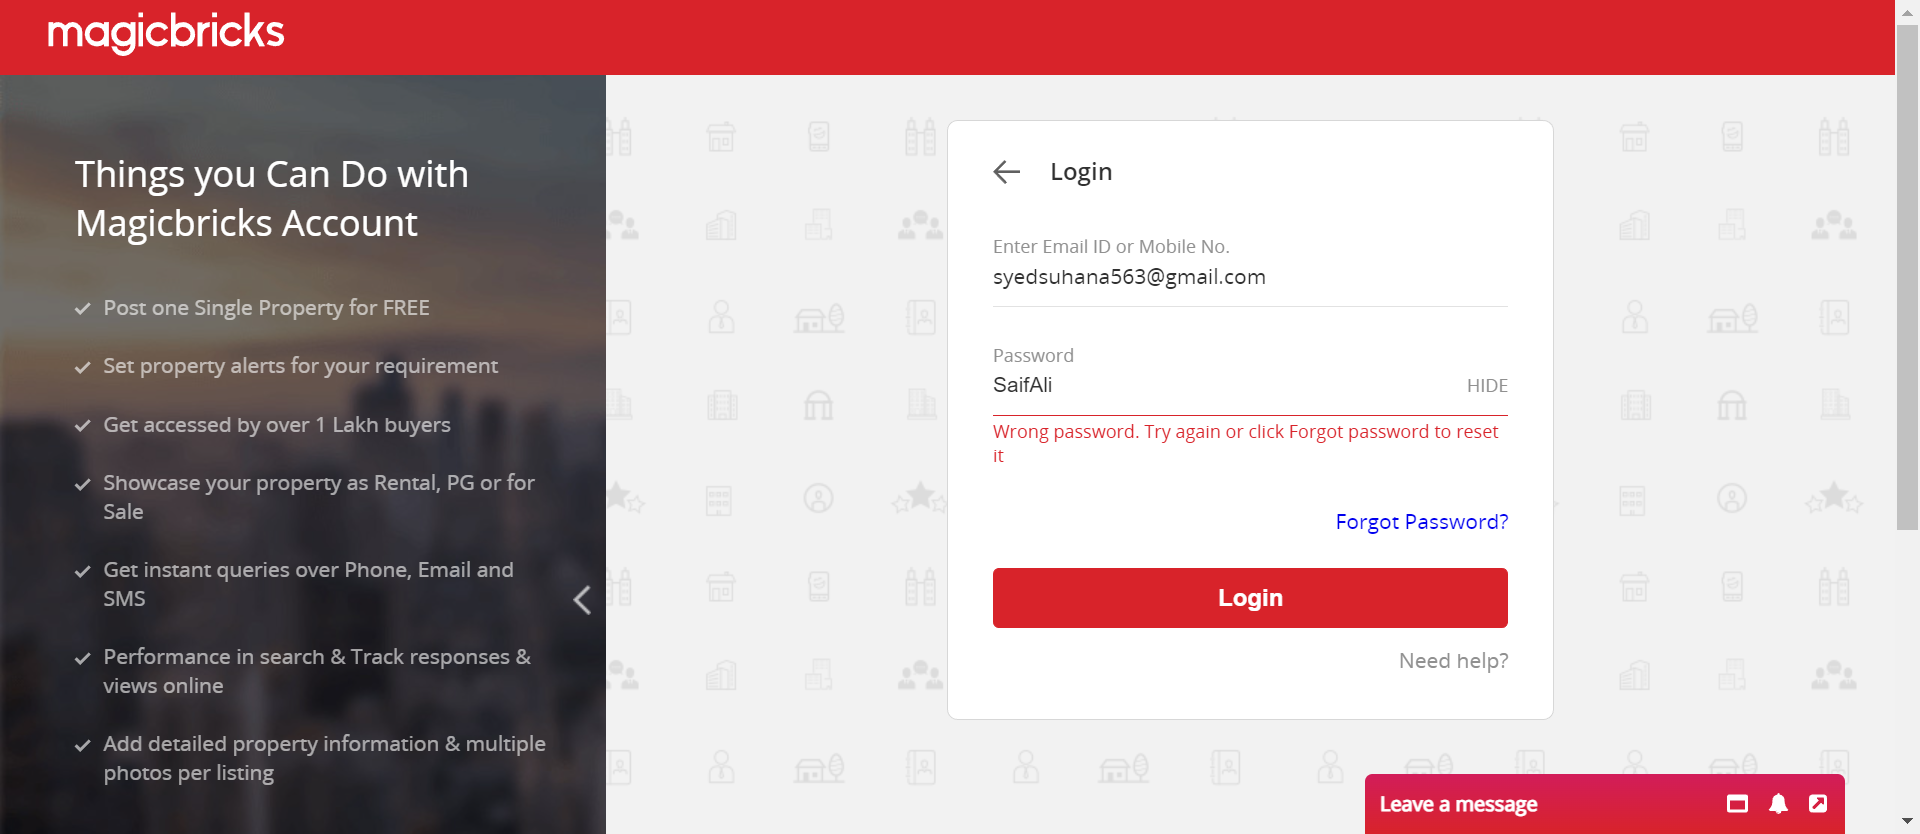 magicbricks
Things you Can Do with
Magicbricks Account
Post one Single Property for FREE
Set property alerts for your requirement
Get accessed by over 1 Lakh buyers
Showcase your property as Rental, PG or for
Sale
Get instant queries over Phone, Email and
SMS
Performance in search & Track responses &
views online
Add detailed property information & multiple
photos per listing
Login
Enter Email ID or Mobile No.
syedsuhana563@gmail.com
Password
SaifAli
HIDE
Wrong password. Try again or click Forgot password to reset
it
Forgot Password?
Login
Need help?
Leave a message